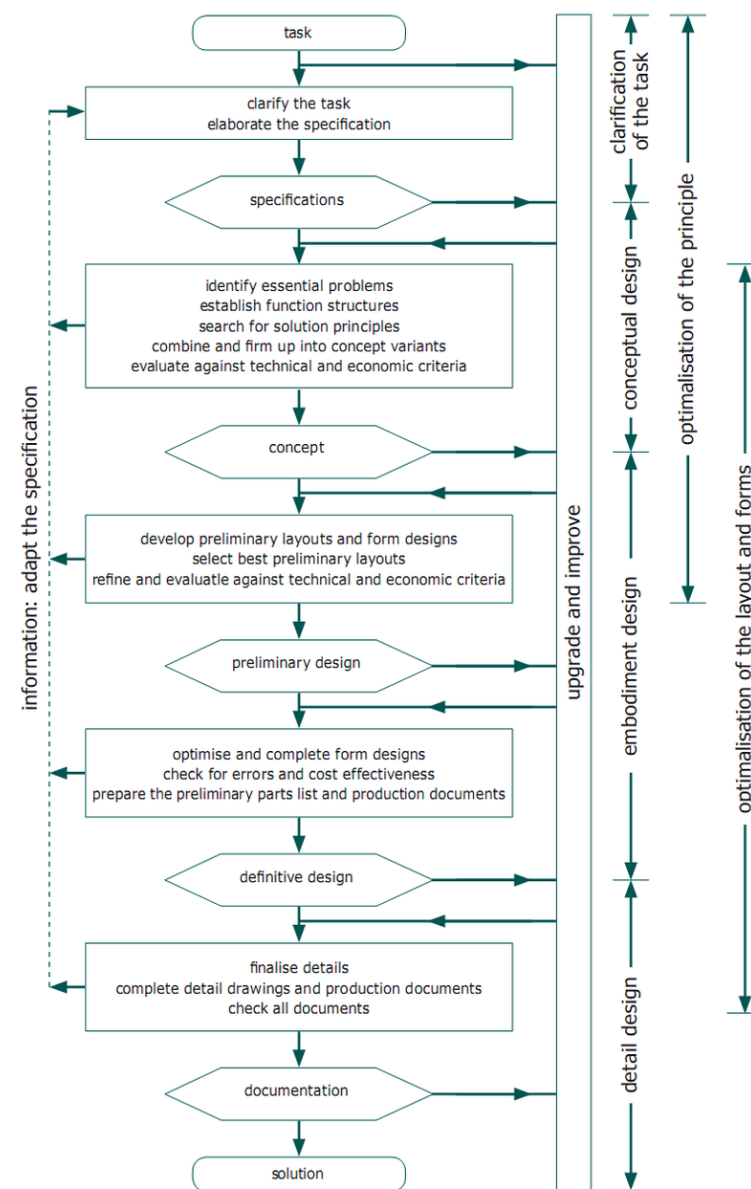 task
clarify the task
elaborate the specification
specifications
identify essential problems
establish function structures
search for solution principles
combine and firm up into concept variants
evaluate against technical and economic criteria
concept
develop preliminary layouts and form designs
select best preliminary layouts
refine and evaluatle against technical and economic criteria
preliminary design
optimise and complete form designs
check for errors and cost effectiveness
prepare the preliminary parts list and production documents
definitive design
finalise details
complete detail drawings and production documents
check all documents
documentation
solution
information: adapt the specification
upgrade and improve
clarification
of the task
conceptual design
embodiment design
detail design
optimalisation of the principle
optimalisation of the layout and forms